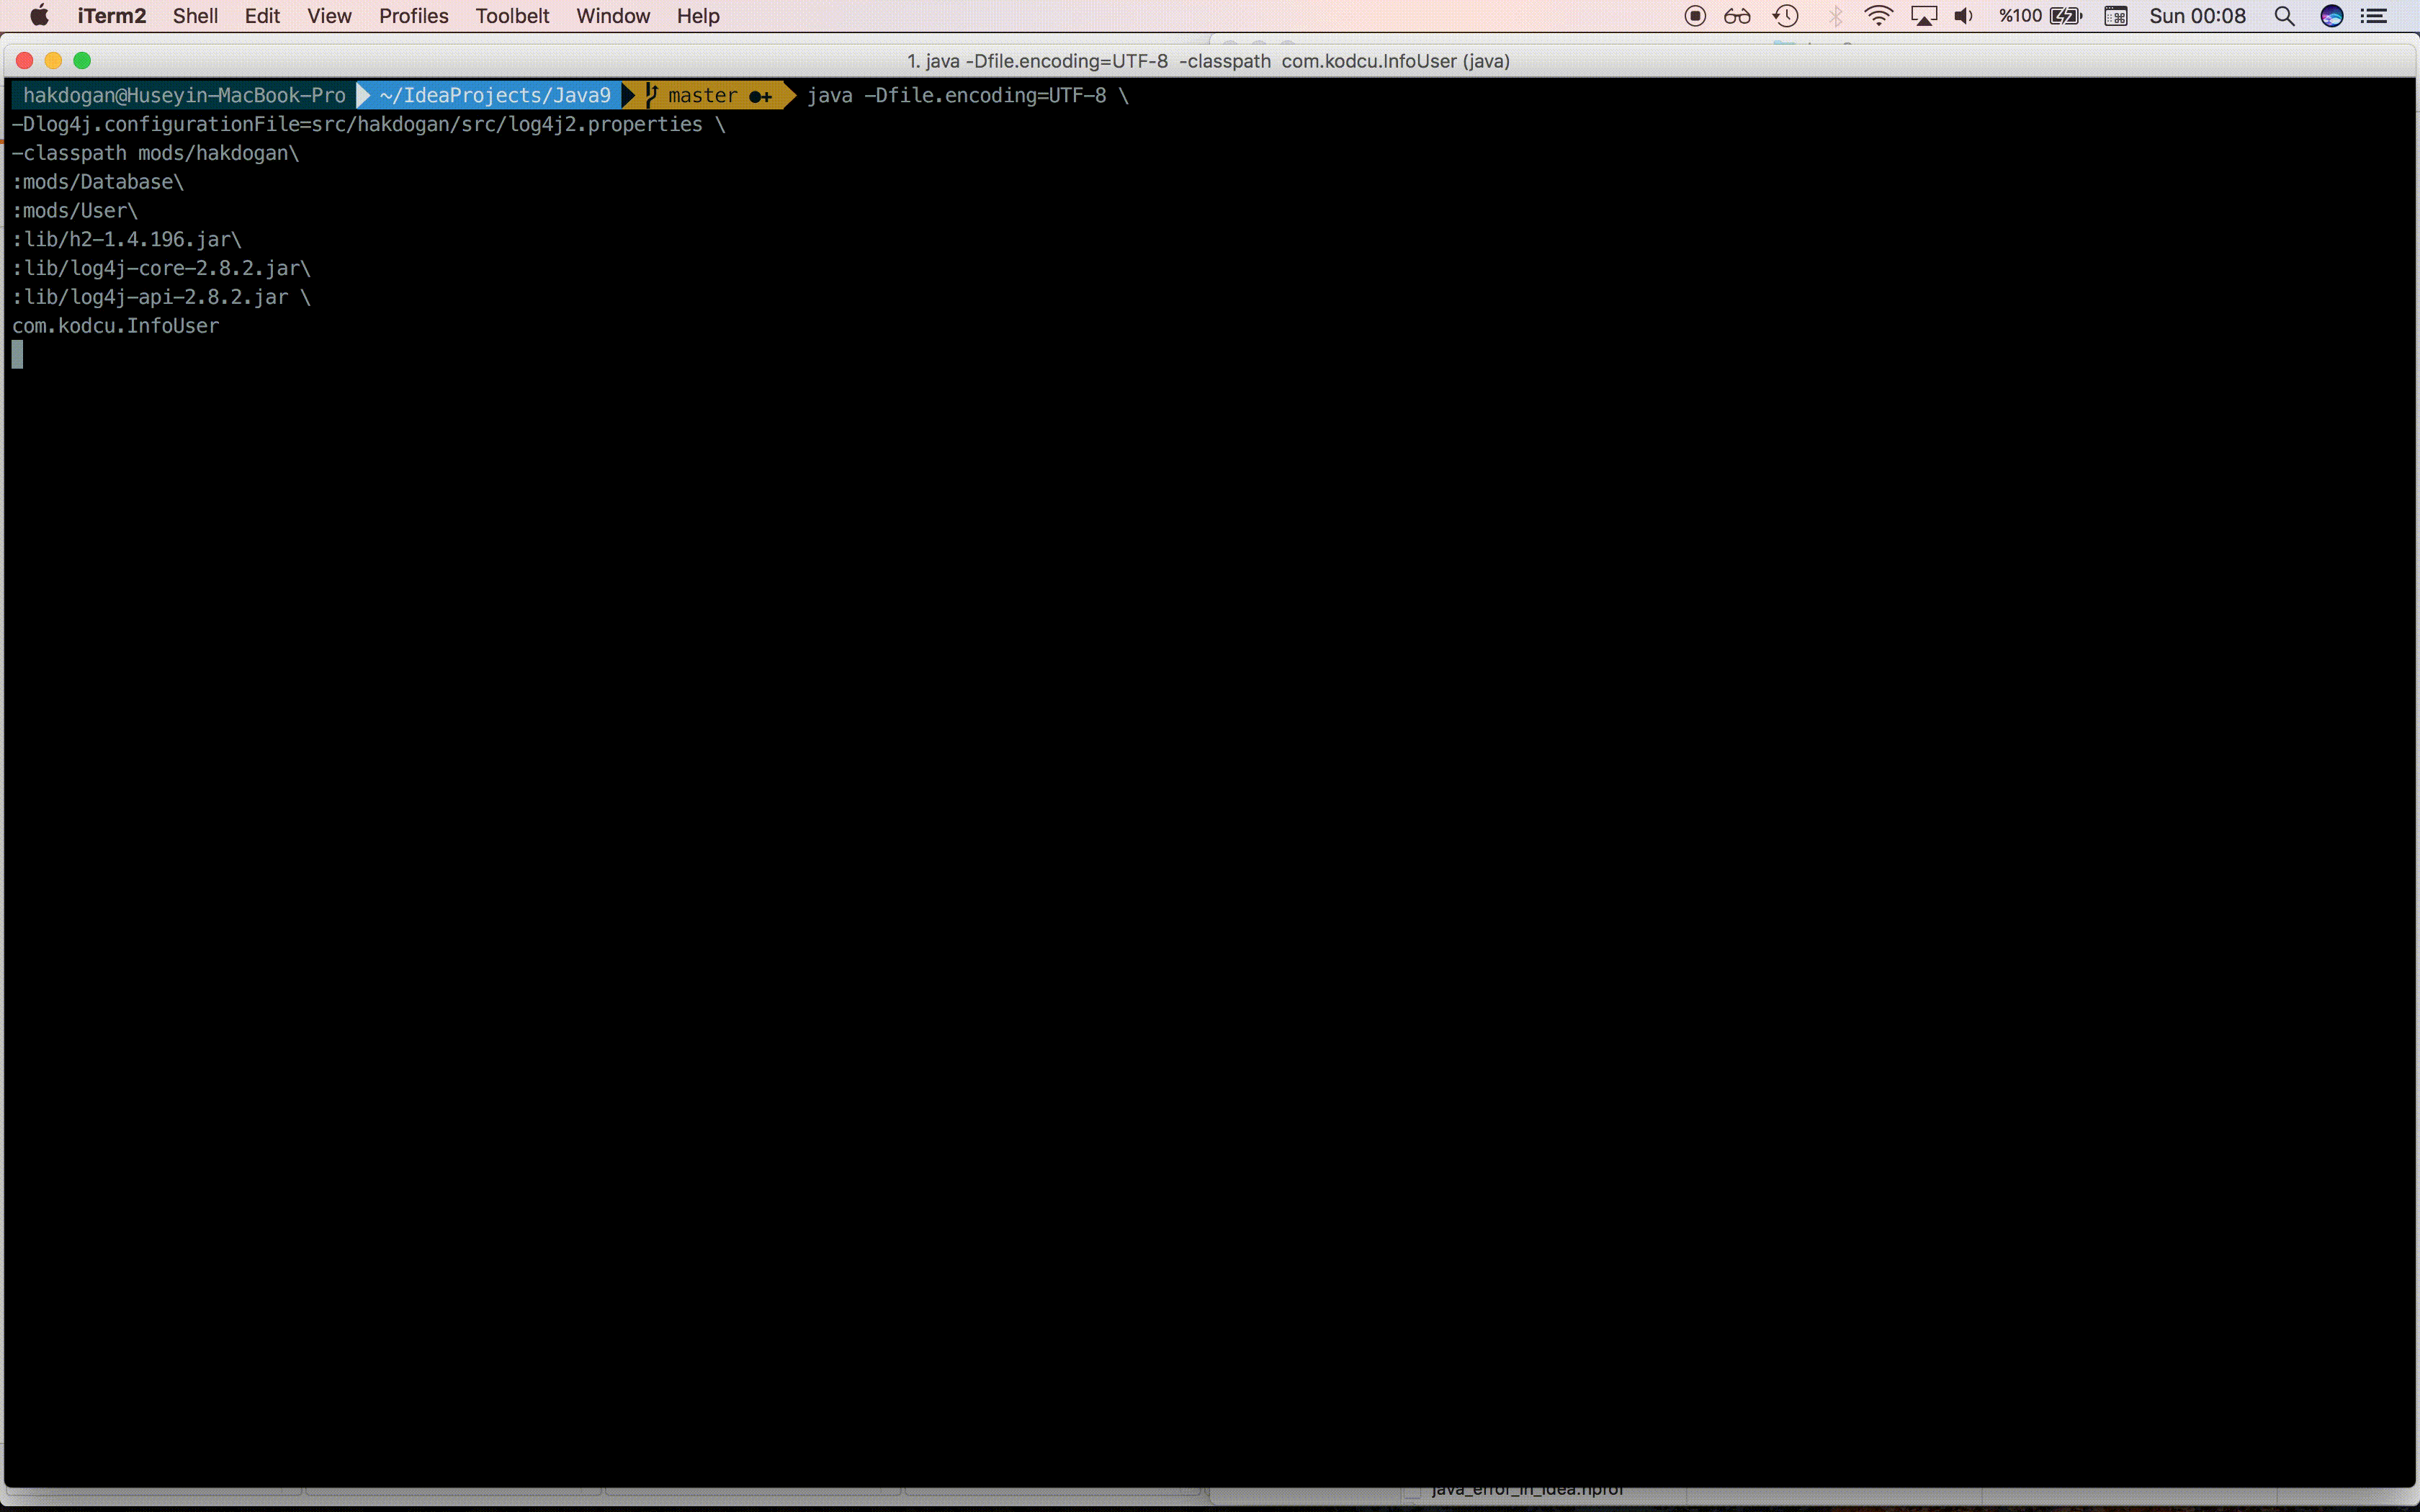 iTerm2 Shell Edit View Profiles Toolbelt Window Help %100 Sun 00:08
1. java -Dfile.encoding=UTF-8 -classpath com.kodcu.InfoUser (java)
hakdogan@Huseyin-MacBook-Pro ~/IdeaProjects/Java9 master ●+ java -Dfile.encoding=UTF-8 \
-Dlog4j.configurationFile=src/hakdogan/src/log4j2.properties \
-classpath mods/hakdogan\
:mods/Database\
:mods/User\
:lib/h2-1.4.196.jar\
:lib/log4j-core-2.8.2.jar\
:lib/log4j-api-2.8.2.jar \
com.kodcu.InfoUser
java_error_in_idea.hprof